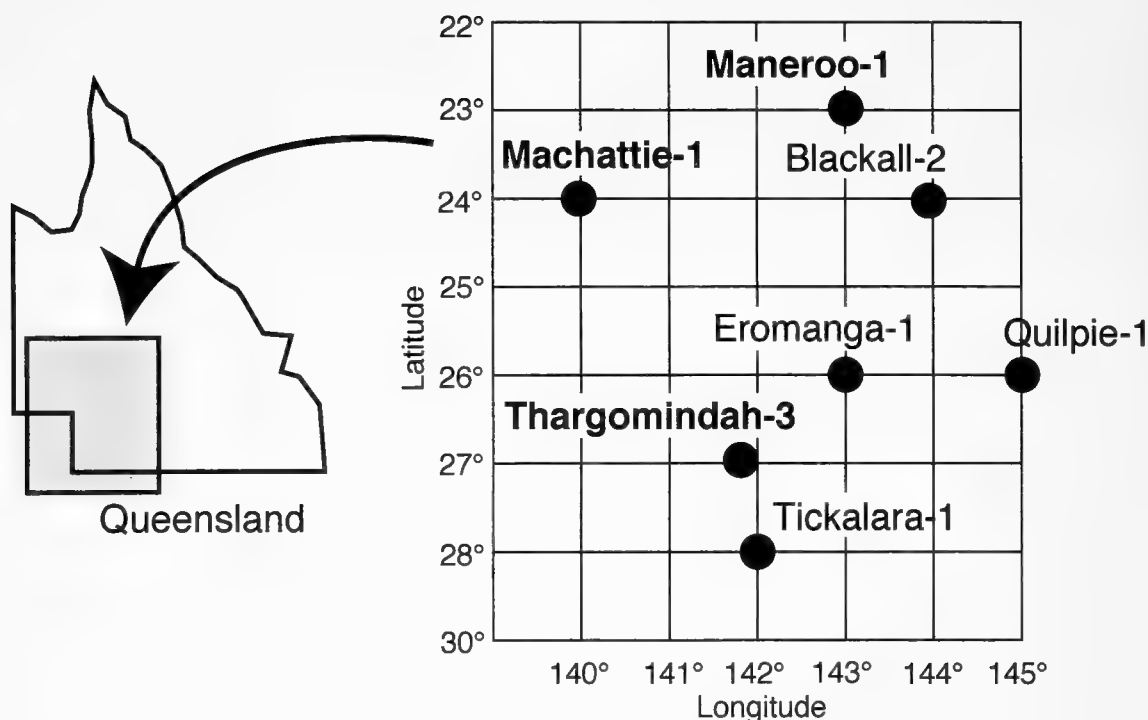 22°
Maneroo-1
23°
Machattie-1
Blackall-2
24°
25°
Latitude
Eromanga-1
Quilpie-1
26°
Thargomindah-3
27°
Queensland
Tickalara-1
28°
30°
140° 141° 142° 143° 144° 145°
Longitude